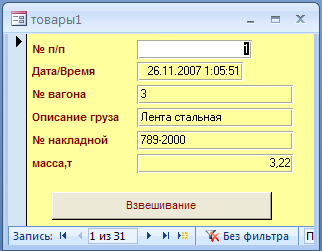 товары1
№ п/п 1
Дата/Время 26.11.2007 1:05:51
№ вагона 3
Описание груза Лента стальная
№ накладной 789-2000
масса,т 3,22
Взвешивание
Запись: 1 из 31 Без фильтра П